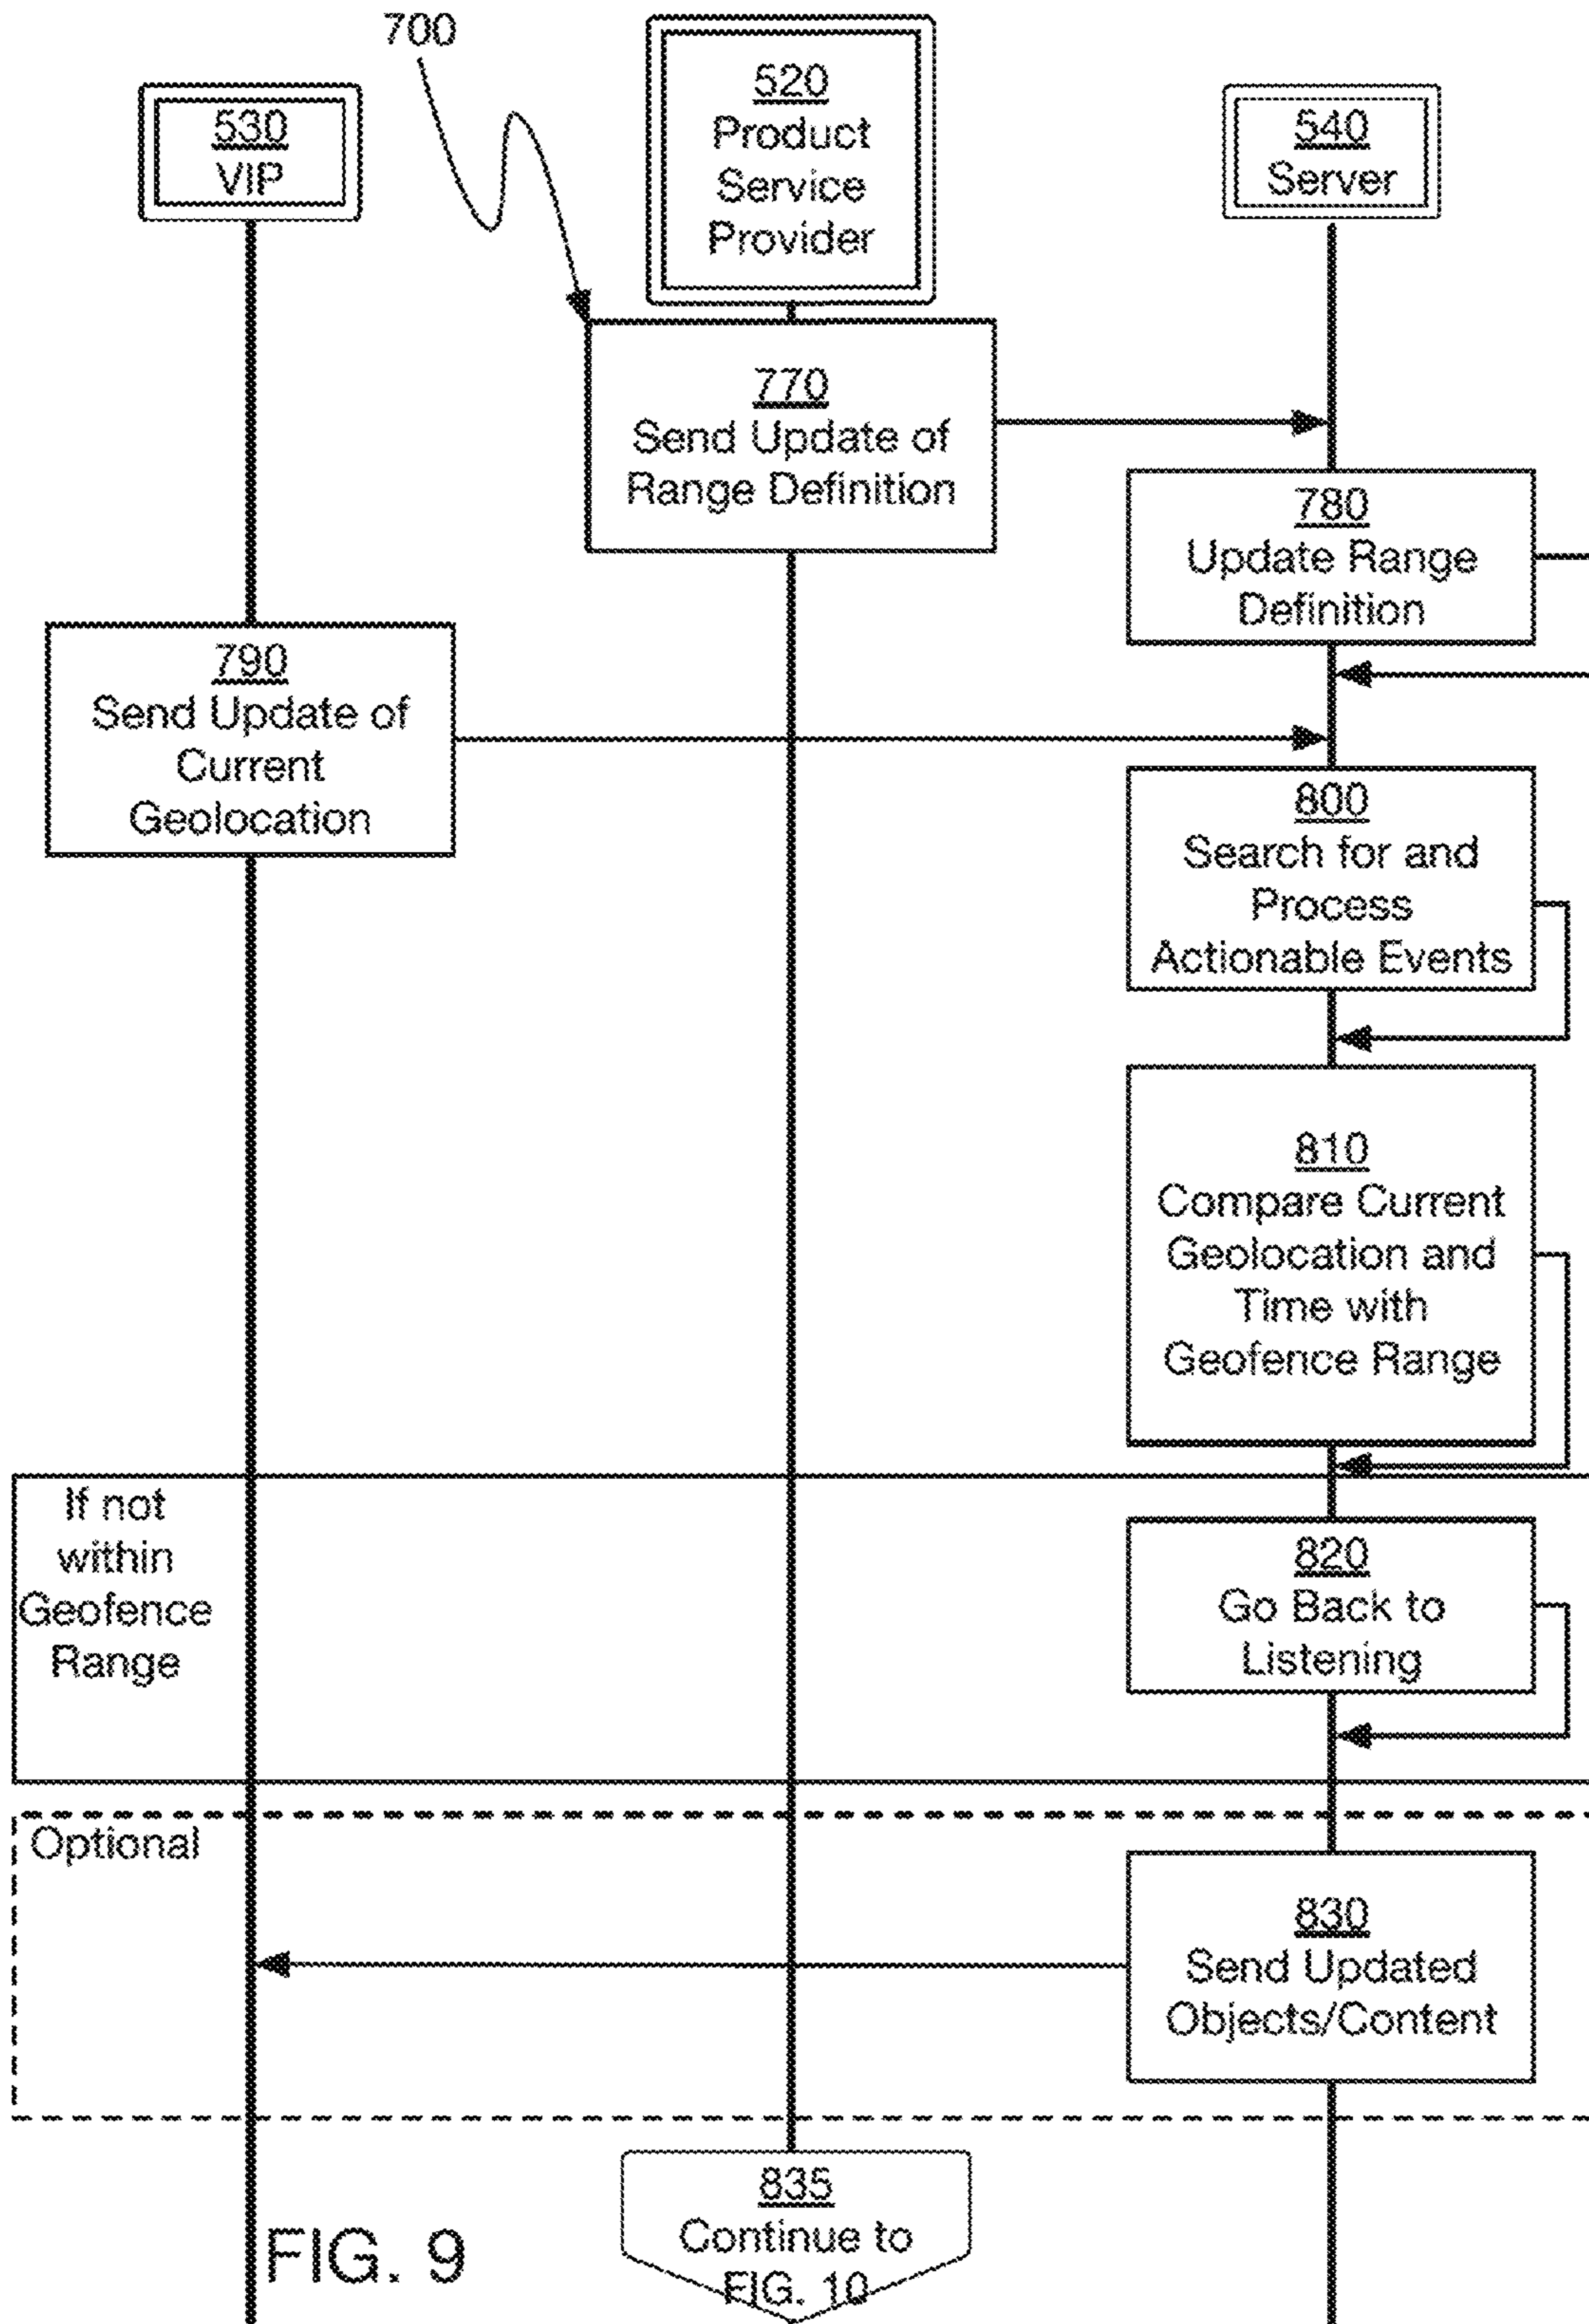 700
530
VIP
520
Product
Service
Provider
540
Server
770
Send Update of
Range Definition
780
Update Range
Definition
790
Send Update of
Current
Geolocation
800
Search for and
Process
Actionable Events
810
Compare Current
Geolocation and
Time with
Geofence Range
If not
within
Geofence
Range
820
Go Back to
Listening
Optional
830
Send Updated
Objects/Content
835
Continue to
FIG. 10
FIG. 9